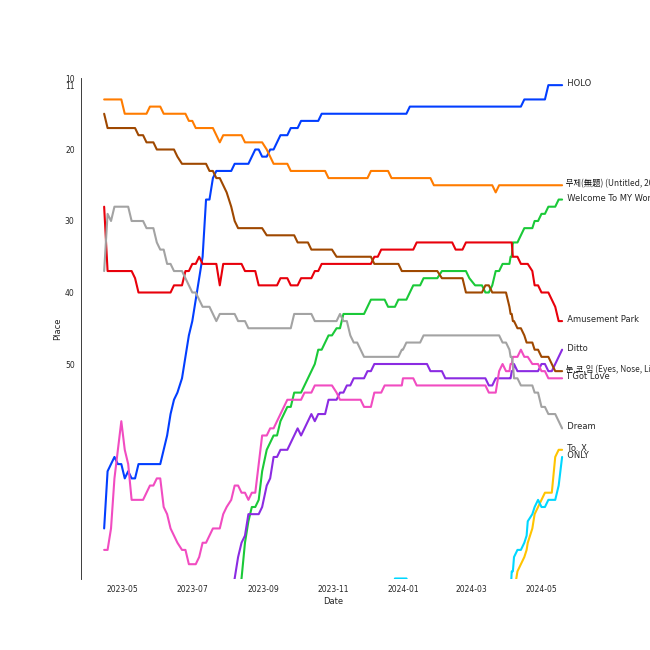 10
11
20
30
40
50
Place
HOLO
무제(無題) (Untitled, 20
Welcome To MY Wor
Amusement Park
Ditto
눈,코,입 (Eyes, Nose, Li
I Got Love
Dream
To. X
ONLY
2023-05
2023-07
2023-09
2023-11
2024-01
2024-03
2024-05
Date